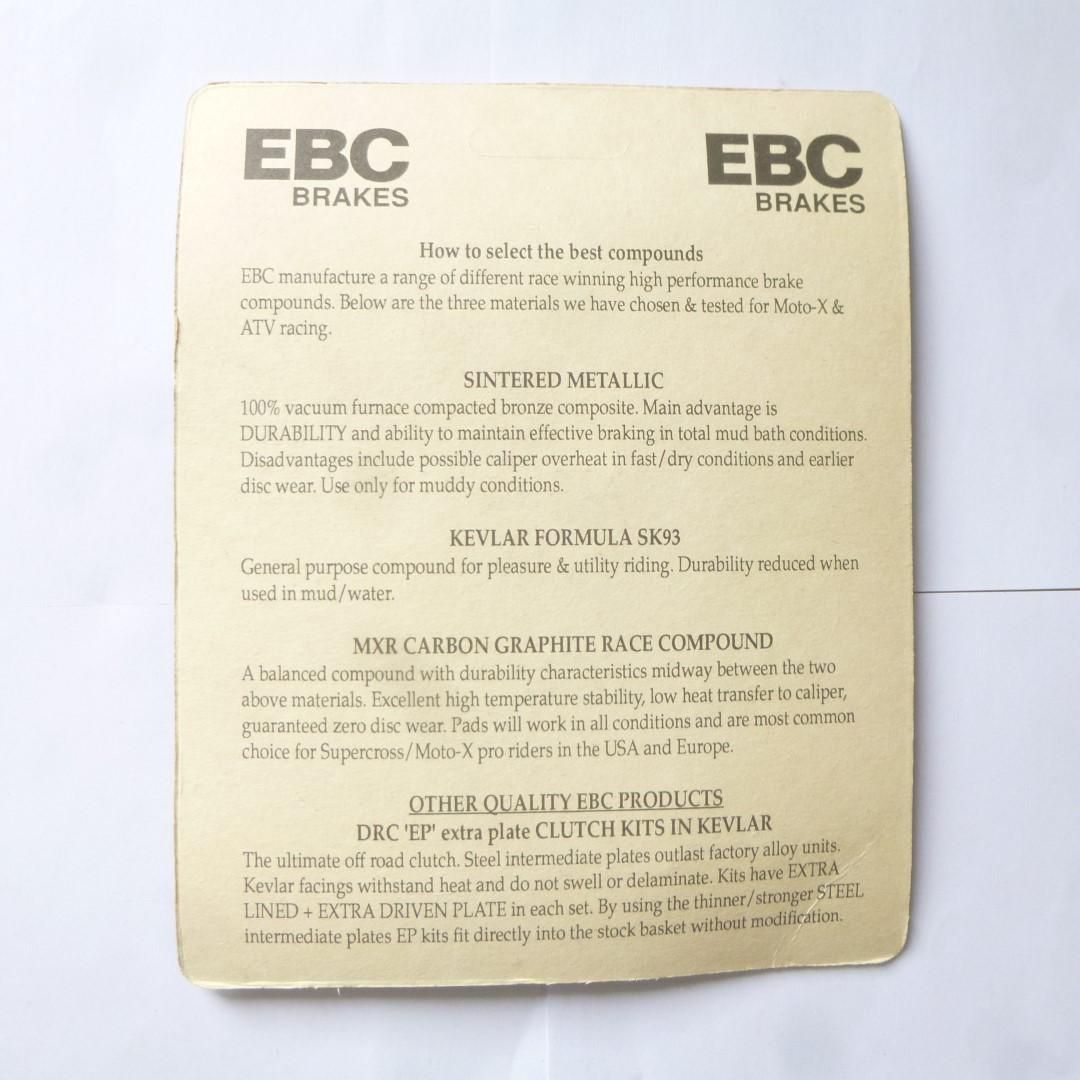 EBC
BRAKES
EBC
BRAKES
How to select the best compounds
EBC manufacture a range of different race winning high performance brake
compounds. Below are the three materials we have chosen & tested for Moto-X &
ATV racing.
SINTERED METALLIC
100% vacuum furnace compacted bronze composite. Main advantage is
DURABILITY and ability to maintain effective braking in total mud bath conditions.
Disadvantages include possible caliper overheat in fast/dry conditions and earlier
disc wear. Use only for muddy conditions.
KEVLAR FORMULA SK93
General purpose compound for pleasure & utility riding. Durability reduced when
used in mud/water.
MXR CARBON GRAPHITE RACE COMPOUND
A balanced compound with durability characteristics midway between the two
above materials. Excellent high temperature stability, low heat transfer to caliper,
guaranteed zero disc wear. Pads will work in all conditions and are most common
choice for Supercross/Moto-X pro riders in the USA and Europe.
OTHER QUALITY EBC PRODUCTS
DRC 'EP' extra plate CLUTCH KITS IN KEVLAR
The ultimate off road clutch. Steel intermediate plates outlast factory alloy units.
Kevlar facings withstand heat and do not swell or delaminate. Kits have EXTRA
LINED + EXTRA DRIVEN PLATE in each set. By using the thinner/stronger STEEL
intermediate plates EP kits fit directly into the stock basket without modification.